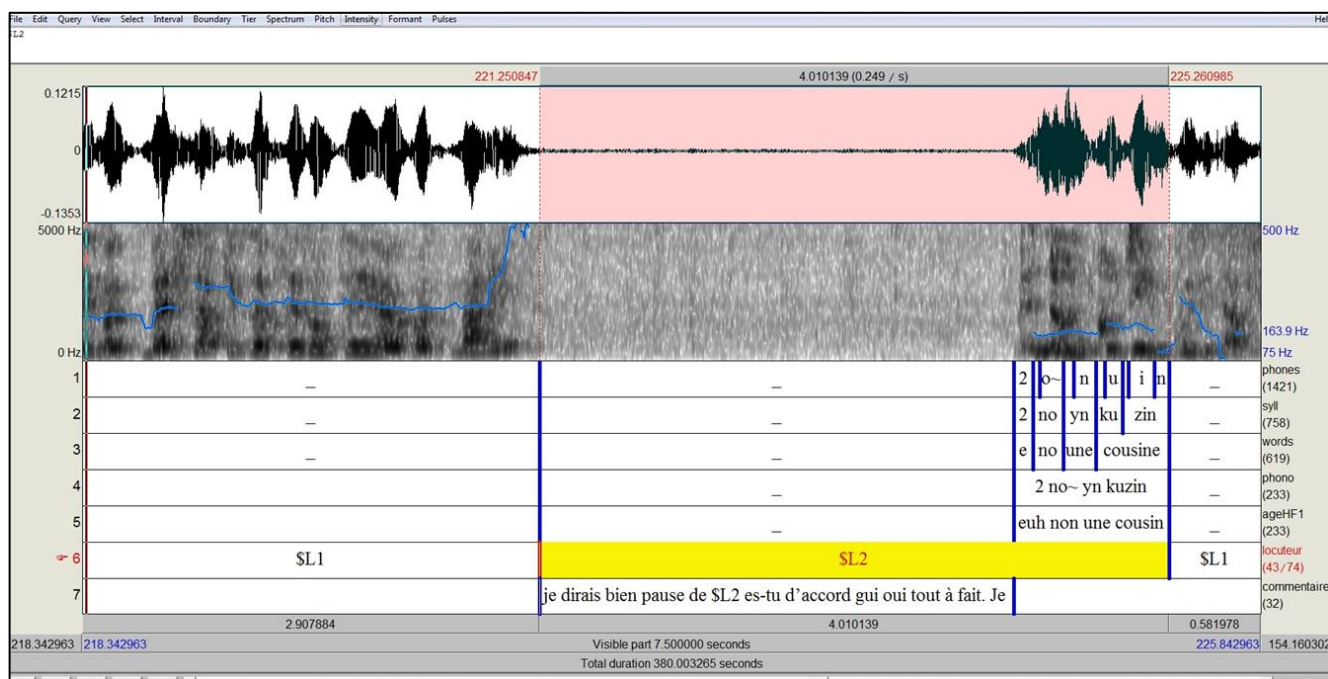 File Edit Query View Select Interval Boundary Tier Spectrum Pitch Intensity Formant Pulses Hel
$L2
221.250847 4.010139 (0.249 / s) 225.260985
0.1215
0
-0.1353
5000 Hz 500 Hz
163.9 Hz
0 Hz 75 Hz
1 _ _ 2 o~ n u i n _ phones
(1421)
2 _ _ 2 no yn ku zin _ syll
(758)
3 _ _ e no une cousine _ words
(619)
4 _ 2 no~ yn kuzin _ phono
(233)
5 _ euh non une cousin _ ageHF1
(233)
6 $L1 $L2 $L1 locuteur
(43/74)
7 je dirais bien pause de $L2 es-tu d’accord gui oui tout à fait. Je commentaire
(32)
2.907884 4.010139 0.581978
218.342963 218.342963 Visible part 7.500000 seconds 225.842963 154.160302
Total duration 380.003265 seconds